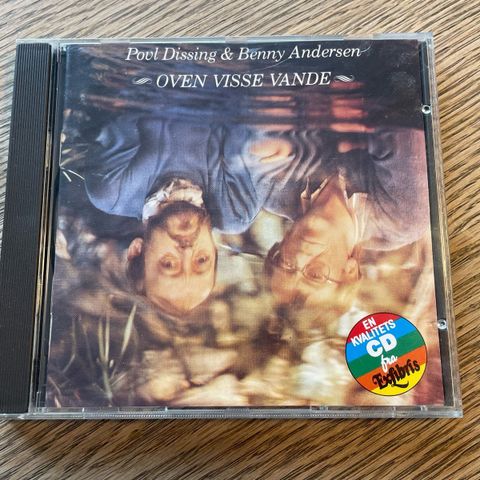 Povl Dissing & Benny Andersen
OVEN VISSE VANDE
EN
KVALITETS
CD
fra
Exlibris